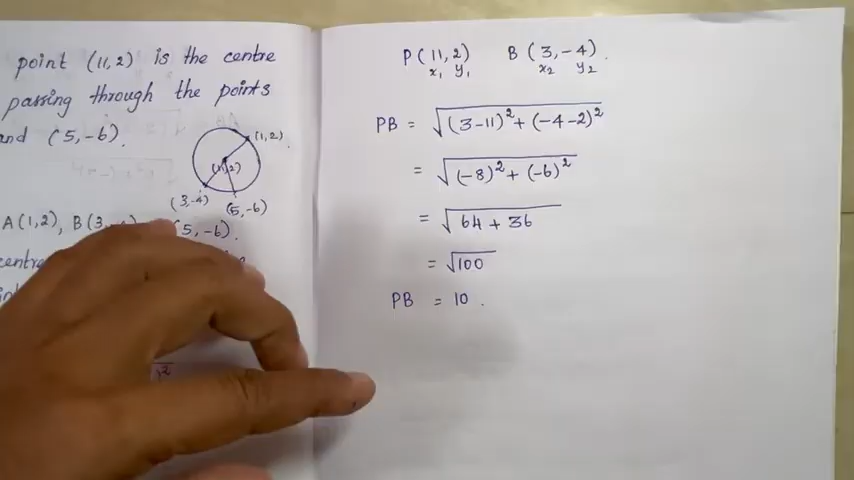 point (11,2) is the centre
passing through the points
and (5,-6).
(1,2)
(11,2)
(3,-4)
(5,-6)
A(1,2), B(3,-4)
(5,-6).
centre
P(11,2) B(3,-4).
x₁ y₁ x₂ y₂
PB = √(3-11)²+(-4-2)²
= √(-8)²+(-6)²
= √64+36
= √100
PB = 10.